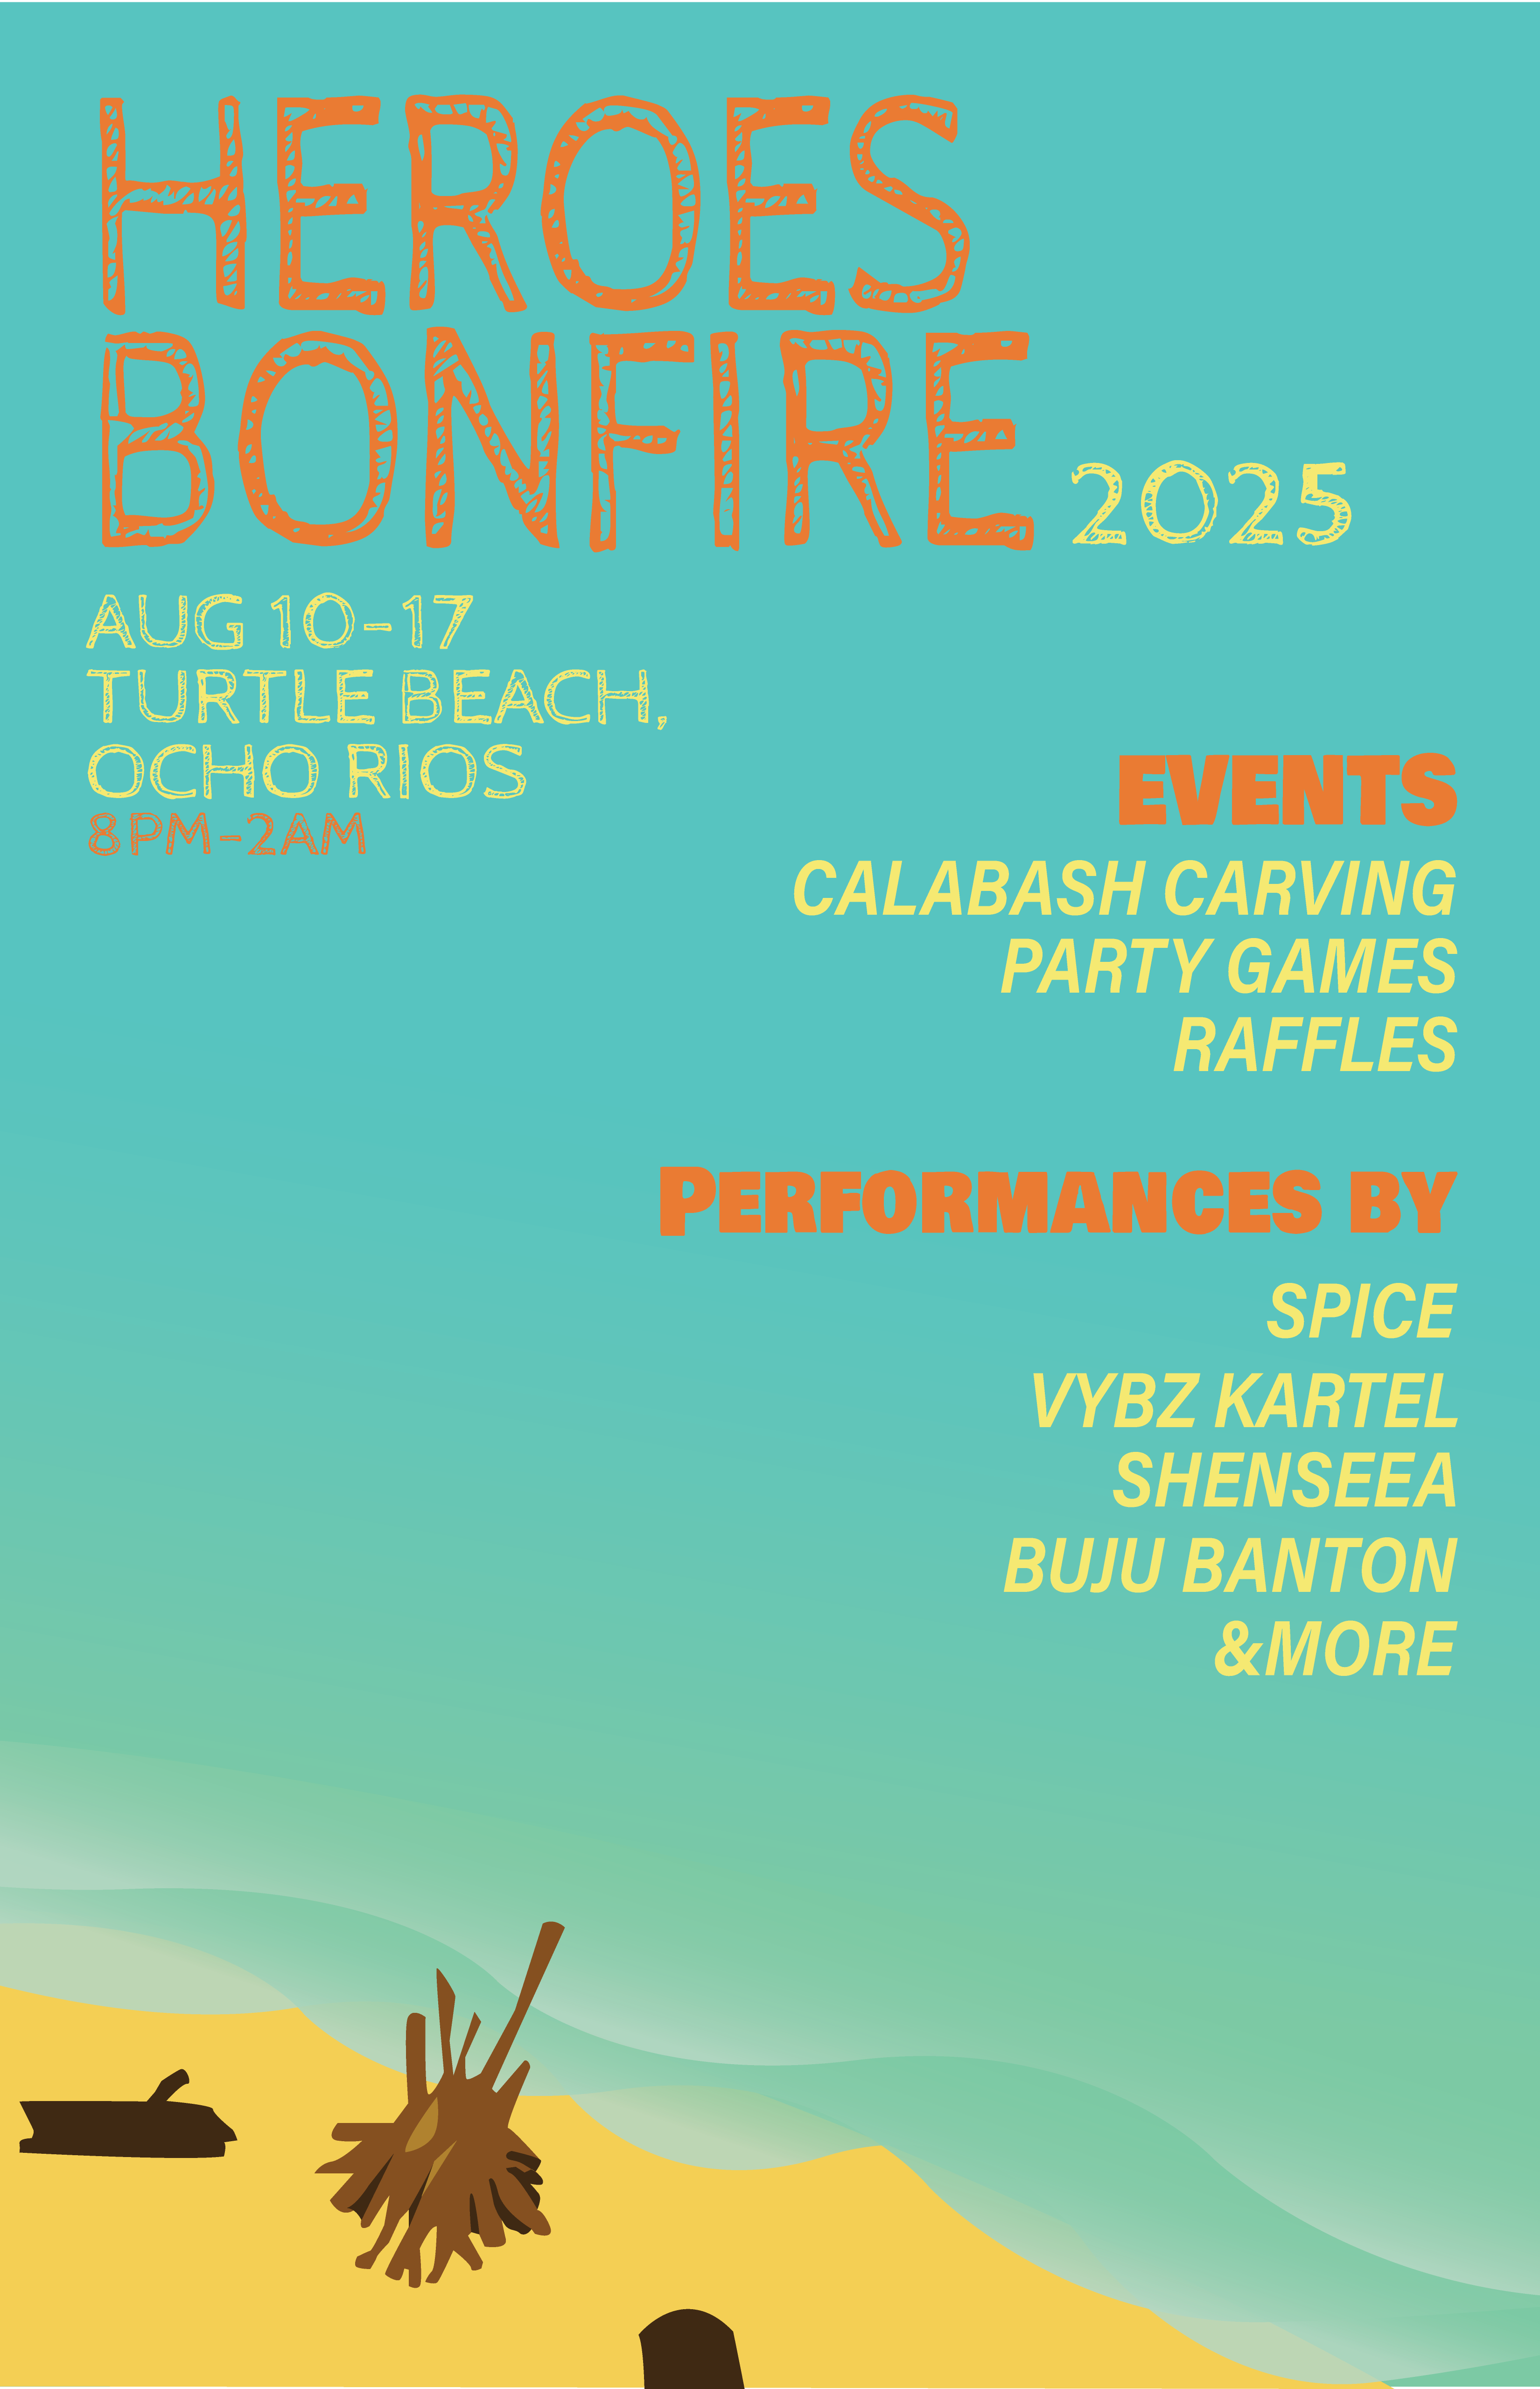 HEROES
BONFIRE 2025
AUG 10-17
TURTLE BEACH,
OCHO RIOS
8PM-2AM
EVENTS
CALABASH CARVING
PARTY GAMES
RAFFLES
PERFORMANCES BY
SPICE
VYBZ KARTEL
SHENSEEA
BUJU BANTON
&MORE